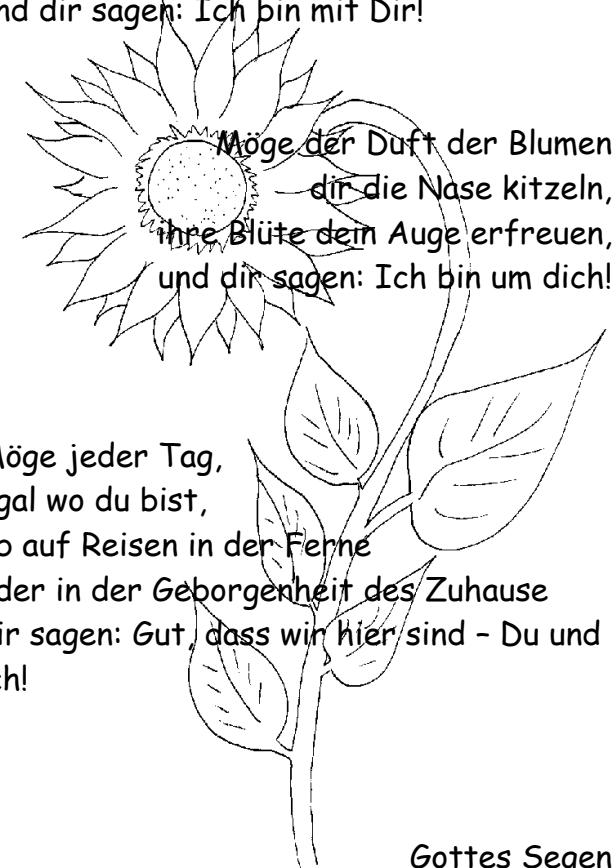 nd dir sagen: Ich bin mit Dir!
Möge der Duft der Blumen
dir die Nase kitzeln,
ihre Blüte dein Auge erfreuen,
und dir sagen: Ich bin um dich!
Möge jeder Tag,
gal wo du bist,
b auf Reisen in der Ferne
der in der Geborgenheit des Zuhause
ir sagen: Gut, dass wir hier sind – Du und
ch!
Gottes Segen